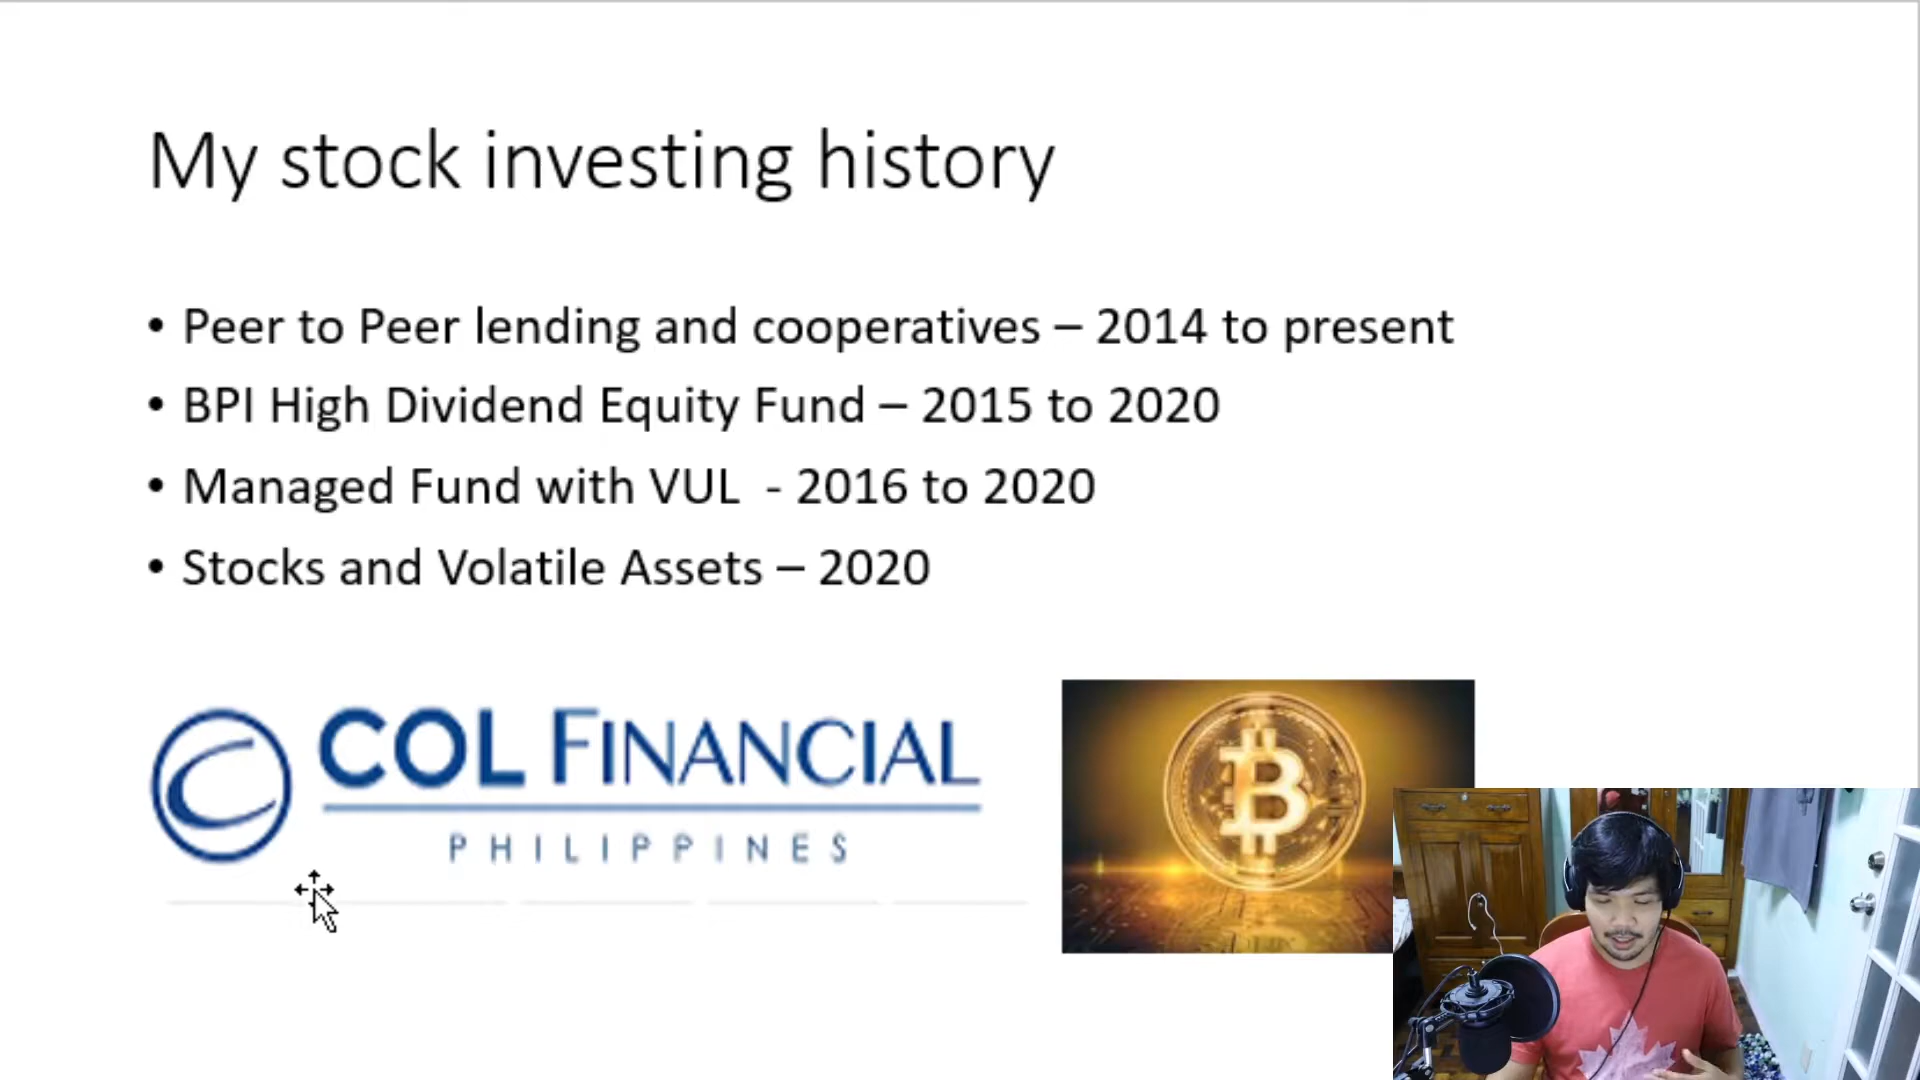 My stock investing history
• Peer to Peer lending and cooperatives – 2014 to present
• BPI High Dividend Equity Fund – 2015 to 2020
• Managed Fund with VUL  - 2016 to 2020
• Stocks and Volatile Assets – 2020
COL FINANCIAL
PHILIPPINES